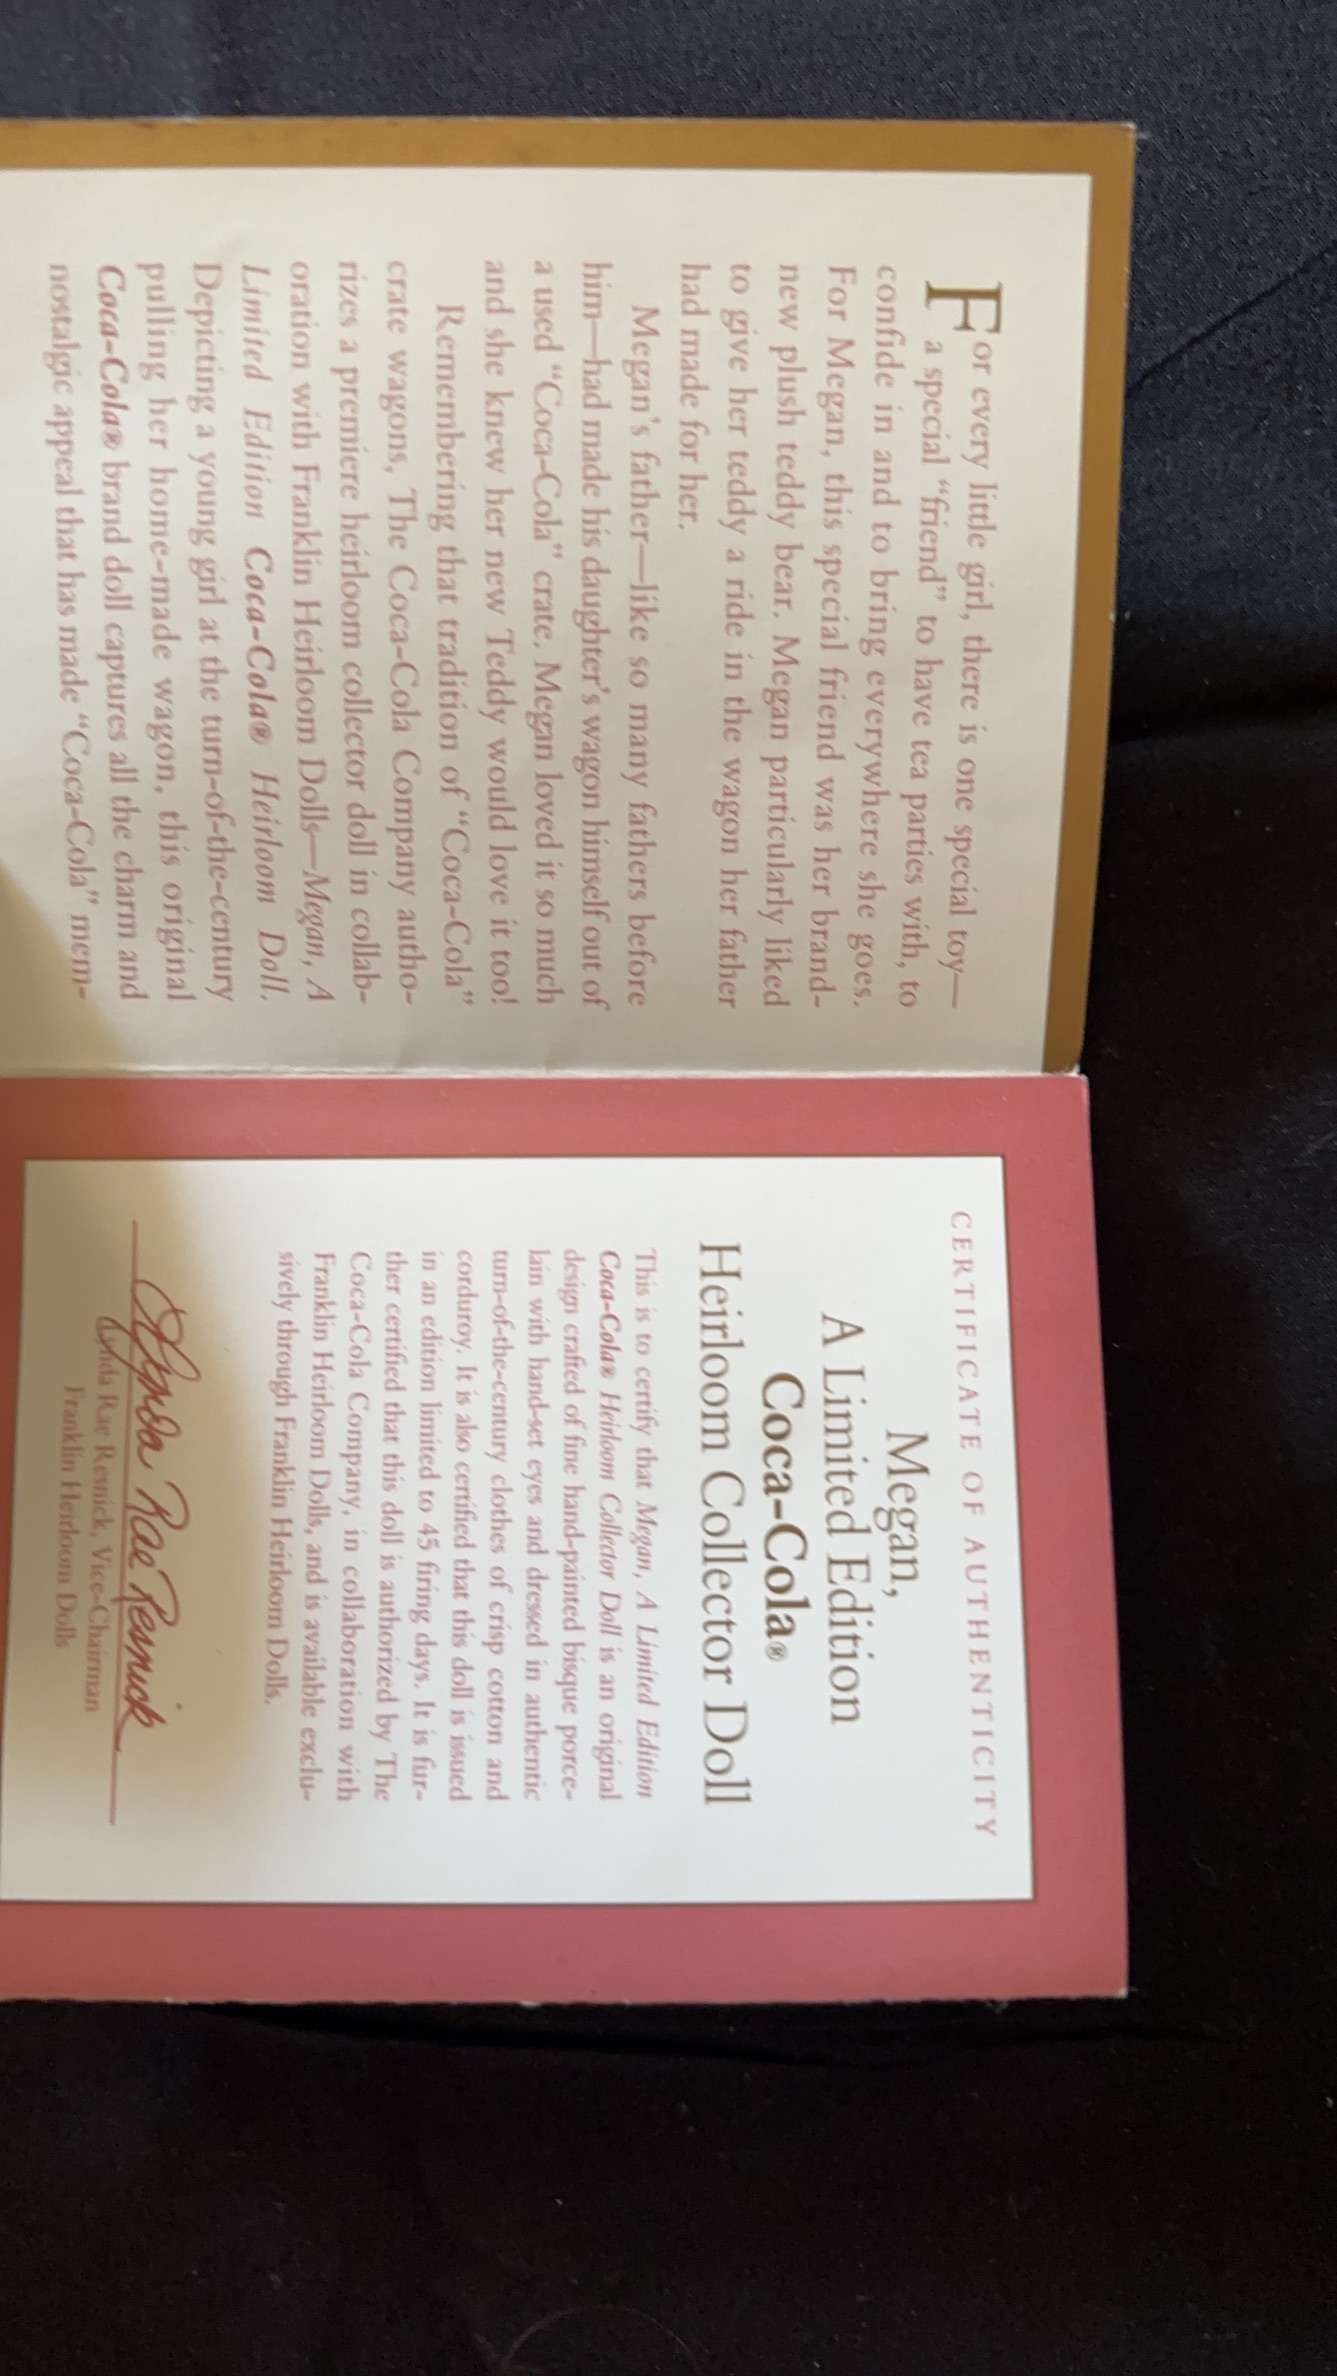 For every little girl, there is one special toy—
a special “friend” to have tea parties with, to
confide in and to bring everywhere she goes.
For Megan, this special friend was her brand-
new plush teddy bear. Megan particularly liked
to give her teddy a ride in the wagon her father
had made for her.
Megan’s father—like so many fathers before
him—had made his daughter’s wagon himself out of
a used “Coca-Cola” crate. Megan loved it so much
and she knew her new Teddy would love it too!
Remembering that tradition of “Coca-Cola”
crate wagons, The Coca-Cola Company autho-
rizes a premiere heirloom collector doll in collab-
oration with Franklin Heirloom Dolls—Megan, A
Limited Edition Coca-Cola® Heirloom Doll.
Depicting a young girl at the turn-of-the-century
pulling her home-made wagon, this original
Coca-Cola® brand doll captures all the charm and
nostalgic appeal that has made “Coca-Cola” mem-
CERTIFICATE OF AUTHENTICITY
Megan,
A Limited Edition
Coca-Cola®
Heirloom Collector Doll
This is to certify that Megan, A Limited Edition
Coca-Cola® Heirloom Collector Doll is an original
design crafted of fine hand-painted bisque porce-
lain with hand-set eyes and dressed in authentic
turn-of-the-century clothes of crisp cotton and
corduroy. It is also certified that this doll is issued
in an edition limited to 45 firing days. It is fur-
ther certified that this doll is authorized by The
Coca-Cola Company, in collaboration with
Franklin Heirloom Dolls, and is available exclu-
sively through Franklin Heirloom Dolls.
Lynda Rae Resnick
Lynda Rae Resnick, Vice-Chairman
Franklin Heirloom Dolls